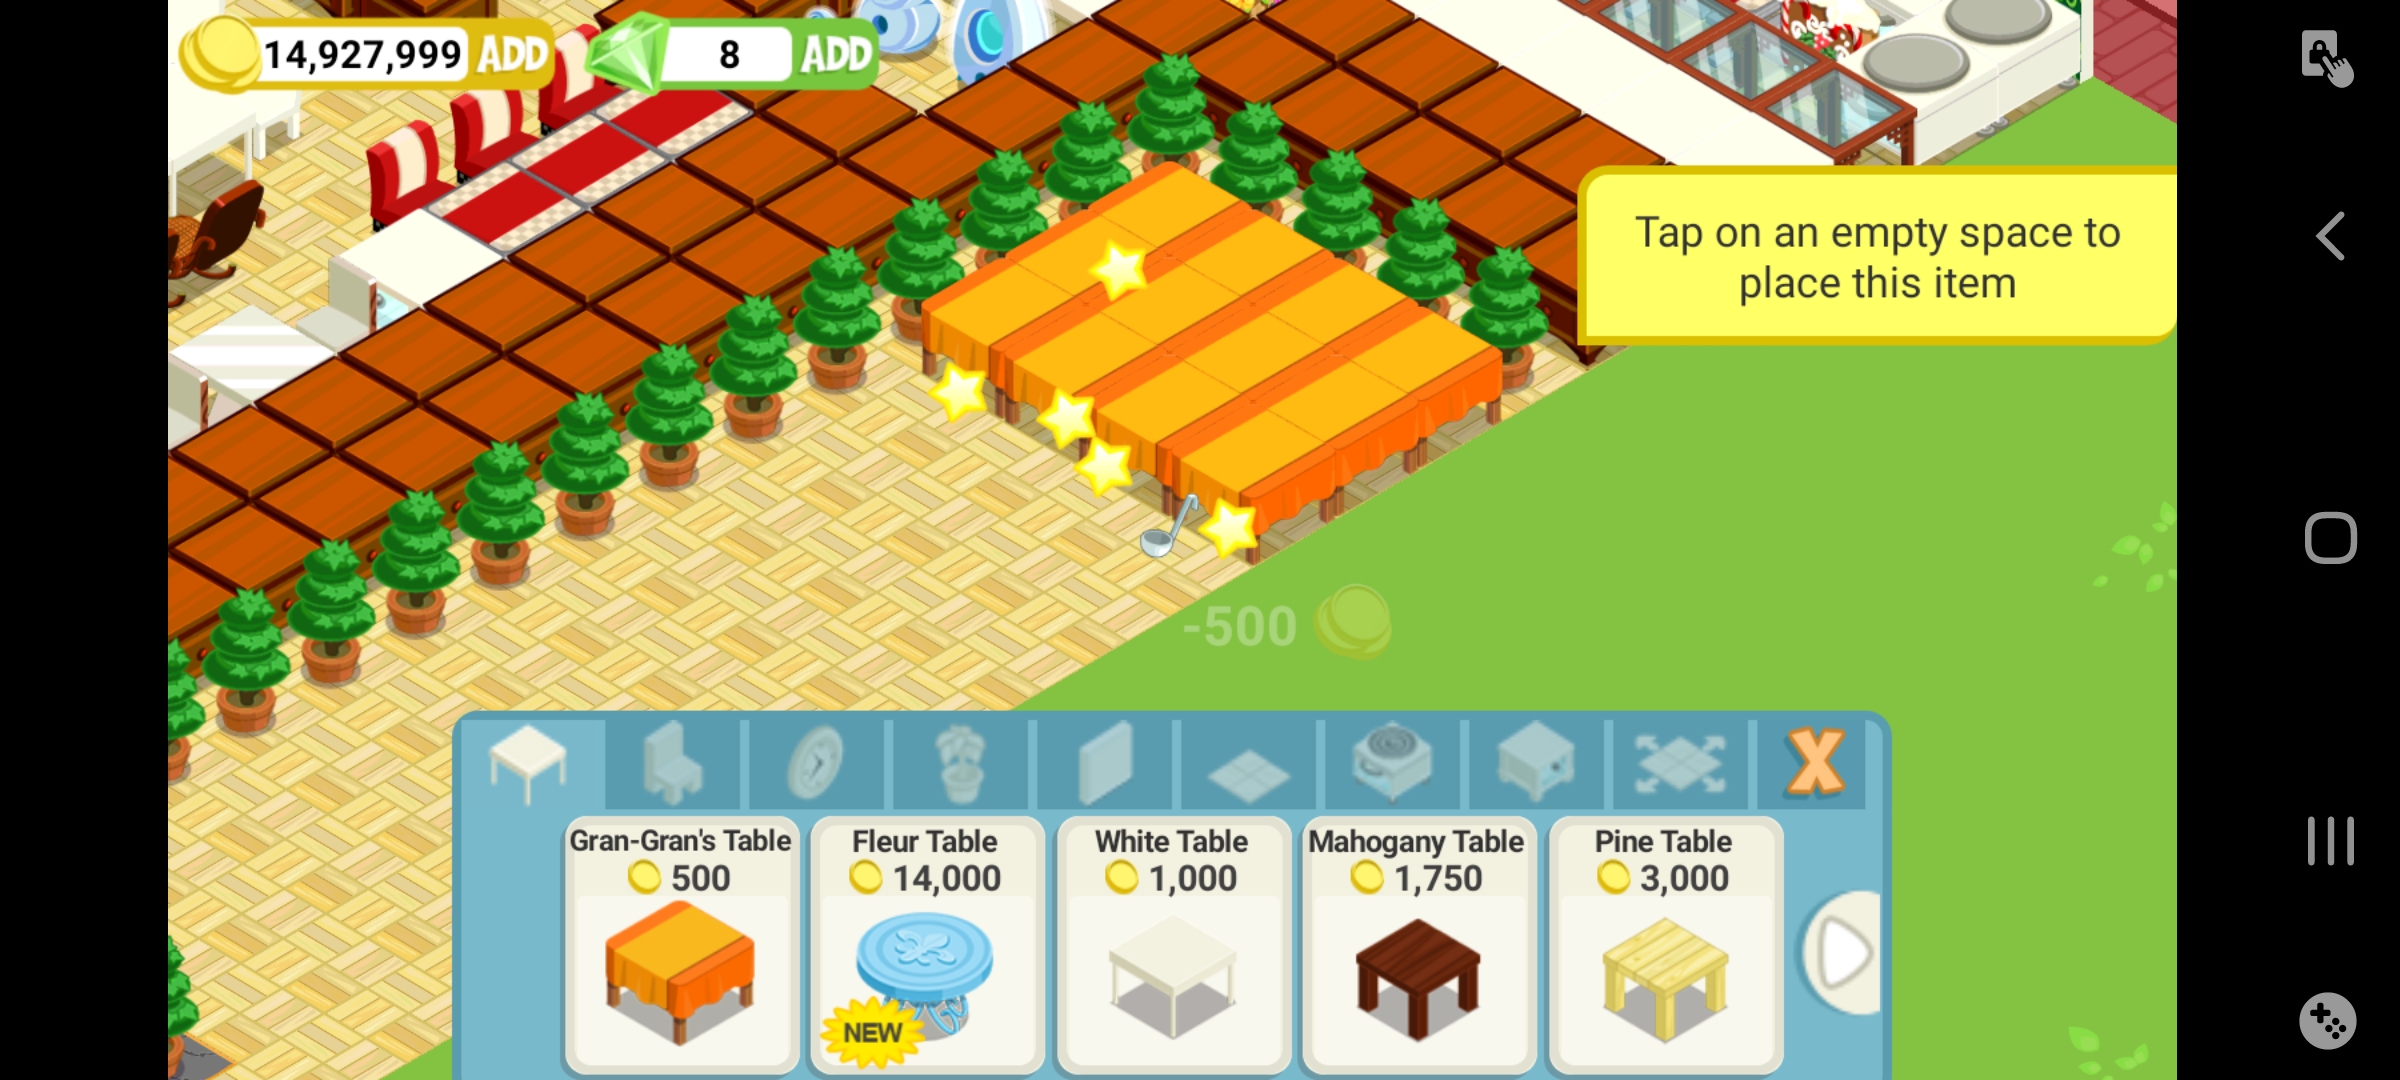 14,927,999 ADD
8 ADD
Tap on an empty space to
place this item
-500
Gran-Gran's Table
500
Fleur Table
14,000
NEW
White Table
1,000
Mahogany Table
1,750
Pine Table
3,000